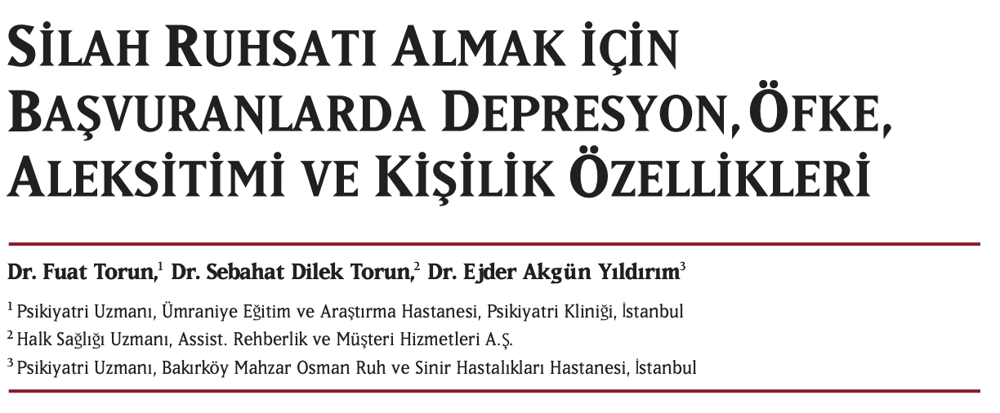 SİLAH RUHSATI ALMAK İÇİN
BAŞVURANLARDA DEPRESYON, ÖFKE,
ALEKSİTİMİ VE KİŞİLİK ÖZELLİKLERİ
Dr. Fuat Torun,¹ Dr. Sebahat Dilek Torun,² Dr. Ejder Akgün Yıldırım³
¹ Psikiyatri Uzmanı, Ümraniye Eğitim ve Araştırma Hastanesi, Psikiyatri Kliniği, İstanbul
² Halk Sağlığı Uzmanı, Assist. Rehberlik ve Müşteri Hizmetleri A.Ş.
³ Psikiyatri Uzmanı, Bakırköy Mahzar Osman Ruh ve Sinir Hastalıkları Hastanesi, İstanbul